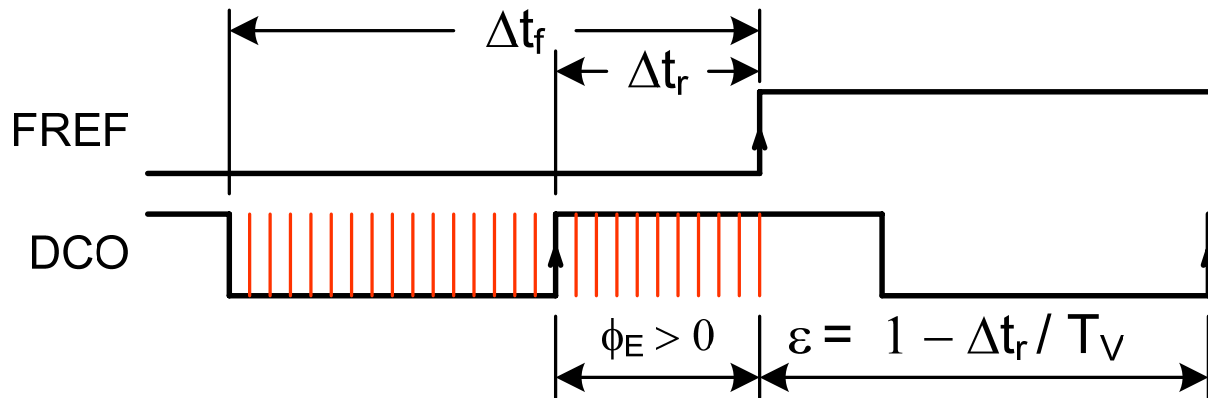 Δt_f
Δt_r
FREF
DCO
ϕ_E > 0
ε = 1 − Δt_r / T_V